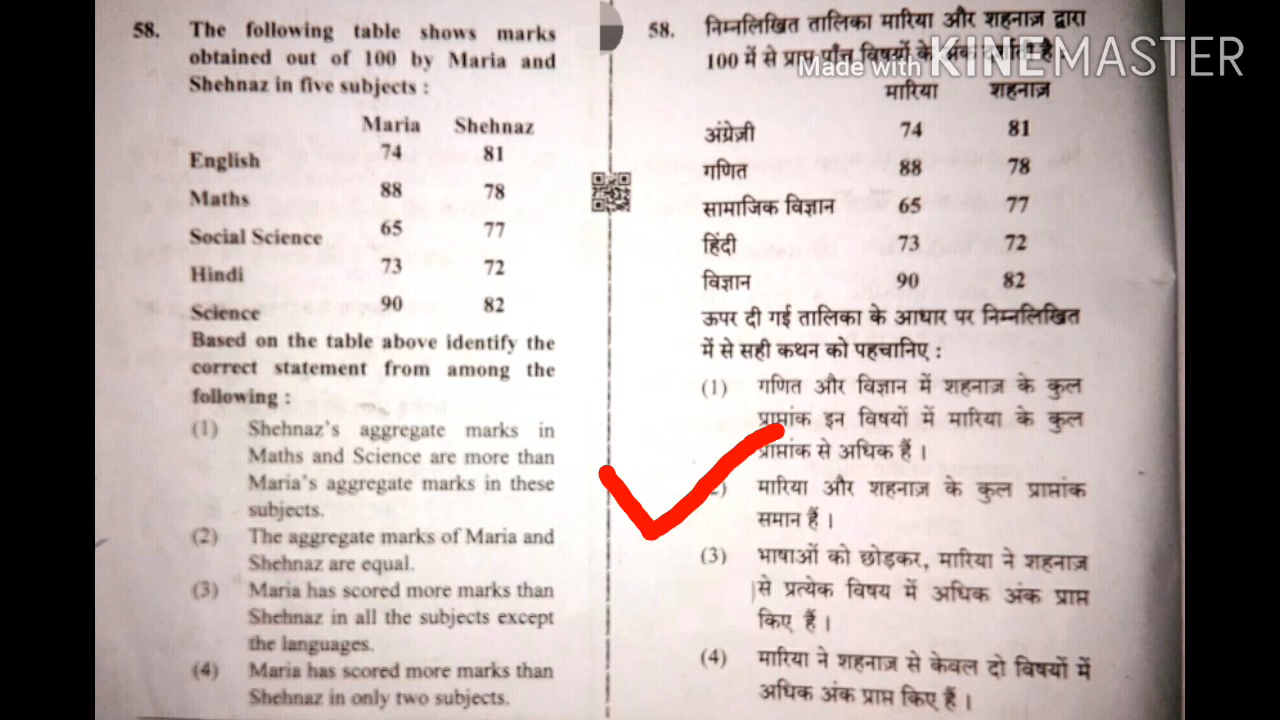 58. The following table shows marks
obtained out of 100 by Maria and
Shehnaz in five subjects :
Maria Shehnaz
English 74 81
Maths 88 78
Social Science 65 77
Hindi 73 72
Science 90 82
Based on the table above identify the
correct statement from among the
following :
(1) Shehnaz's aggregate marks in
Maths and Science are more than
Maria's aggregate marks in these
subjects.
(2) The aggregate marks of Maria and
Shehnaz are equal.
(3) Maria has scored more marks than
Shehnaz in all the subjects except
the languages.
(4) Maria has scored more marks than
Shehnaz in only two subjects.
58. निम्नलिखित तालिका मारिया और शहनाज़ द्वारा
100 में से प्राप्त पाँच विषयों के अंक दर्शाती है
Made with KINEMASTER
मारिया शहनाज़
अंग्रेज़ी 74 81
गणित 88 78
सामाजिक विज्ञान 65 77
हिंदी 73 72
विज्ञान 90 82
ऊपर दी गई तालिका के आधार पर निम्नलिखित
में से सही कथन को पहचानिए :
(1) गणित और विज्ञान में शहनाज़ के कुल
प्राप्तांक इन विषयों में मारिया के कुल
प्राप्तांक से अधिक हैं ।
2) मारिया और शहनाज़ के कुल प्राप्तांक
समान हैं ।
(3) भाषाओं को छोड़कर, मारिया ने शहनाज़
से प्रत्येक विषय में अधिक अंक प्राप्त
किए हैं ।
(4) मारिया ने शहनाज़ से केवल दो विषयों में
अधिक अंक प्राप्त किए हैं ।